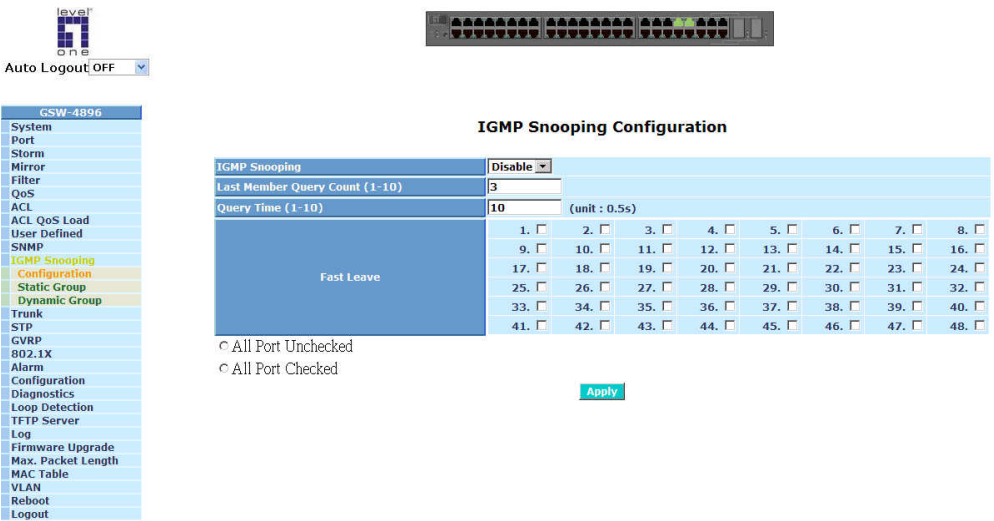 level
one
Auto Logout OFF
GSW-4896
System
Port
Storm
Mirror
Filter
QoS
ACL
ACL QoS Load
User Defined
SNMP
IGMP Snooping
Configuration
Static Group
Dynamic Group
Trunk
STP
GVRP
802.1X
Alarm
Configuration
Diagnostics
Loop Detection
TFTP Server
Log
Firmware Upgrade
Max. Packet Length
MAC Table
VLAN
Reboot
Logout
IGMP Snooping Configuration
IGMP Snooping Disable
Last Member Query Count (1-10) 3
Query Time (1-10) 10 (unit : 0.5s)
Fast Leave
1. 2. 3. 4. 5. 6. 7. 8.
9. 10. 11. 12. 13. 14. 15. 16.
17. 18. 19. 20. 21. 22. 23. 24.
25. 26. 27. 28. 29. 30. 31. 32.
33. 34. 35. 36. 37. 38. 39. 40.
41. 42. 43. 44. 45. 46. 47. 48.
All Port Unchecked
All Port Checked
Apply